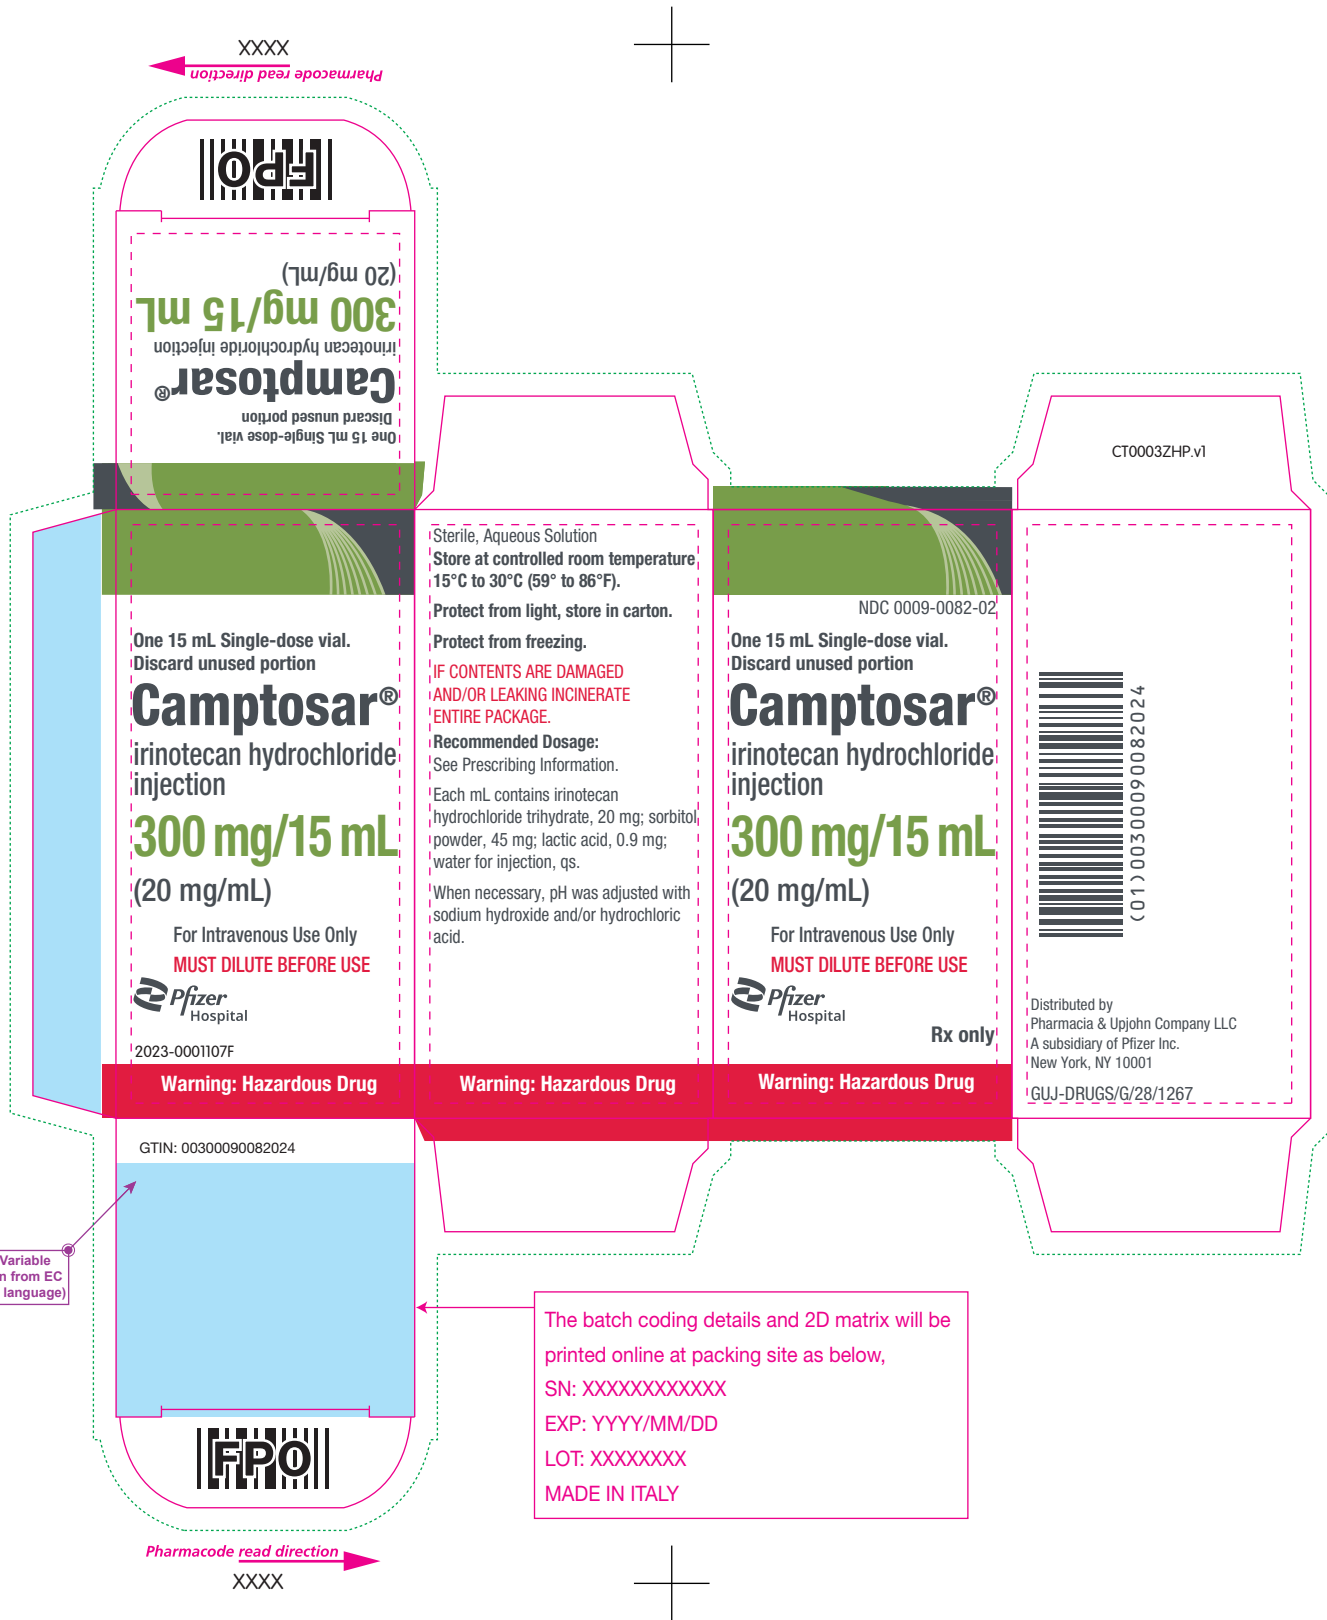 XXXX
Pharmacode read direction
FPO
(20 mg/mL)
300 mg/15 mL
irinotecan hydrochloride injection
Camptosar®
Discard unused portion
One 15 mL Single-dose vial.
One 15 mL Single-dose vial.
Discard unused portion
Camptosar®
irinotecan hydrochloride
injection
300 mg/15 mL
(20 mg/mL)
For Intravenous Use Only
MUST DILUTE BEFORE USE
Pfizer
Hospital
2023-0001107F
Warning: Hazardous Drug
Sterile, Aqueous Solution
Store at controlled room temperature
15°C to 30°C (59° to 86°F).
Protect from light, store in carton.
Protect from freezing.
IF CONTENTS ARE DAMAGED
AND/OR LEAKING INCINERATE
ENTIRE PACKAGE.
Recommended Dosage:
See Prescribing Information.
Each mL contains irinotecan
hydrochloride trihydrate, 20 mg; sorbitol
powder, 45 mg; lactic acid, 0.9 mg;
water for injection, qs.
When necessary, pH was adjusted with
sodium hydroxide and/or hydrochloric
acid.
Warning: Hazardous Drug
NDC 0009-0082-02
One 15 mL Single-dose vial.
Discard unused portion
Camptosar®
irinotecan hydrochloride
injection
300 mg/15 mL
(20 mg/mL)
For Intravenous Use Only
MUST DILUTE BEFORE USE
Pfizer
Hospital
Rx only
Warning: Hazardous Drug
CT0003ZHP.v1
(01)00300090082024
Distributed by
Pharmacia & Upjohn Company LLC
A subsidiary of Pfizer Inc.
New York, NY 10001
GUJ-DRUGS/G/28/1267
GTIN: 00300090082024
Variable
from EC
language)
The batch coding details and 2D matrix will be
printed online at packing site as below,
SN: XXXXXXXXXXXX
EXP: YYYY/MM/DD
LOT: XXXXXXXX
MADE IN ITALY
FPO
Pharmacode read direction
XXXX